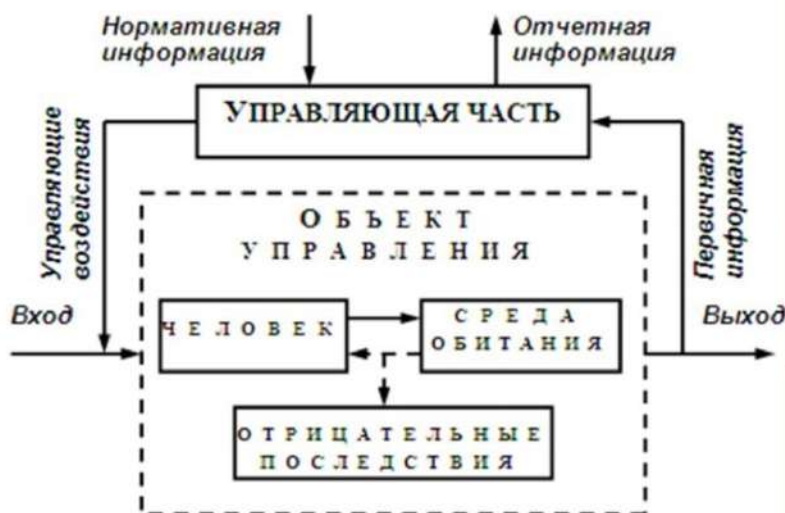 Нормативная
информация
Отчетная
информация
УПРАВЛЯЮЩАЯ ЧАСТЬ
Управляющие
воздействия
Первичная
информация
ОБЪЕКТ
УПРАВЛЕНИЯ
Вход
Выход
ЧЕЛОВЕК
СРЕДА
ОБИТАНИЯ
ОТРИЦАТЕЛЬНЫЕ
ПОСЛЕДСТВИЯ